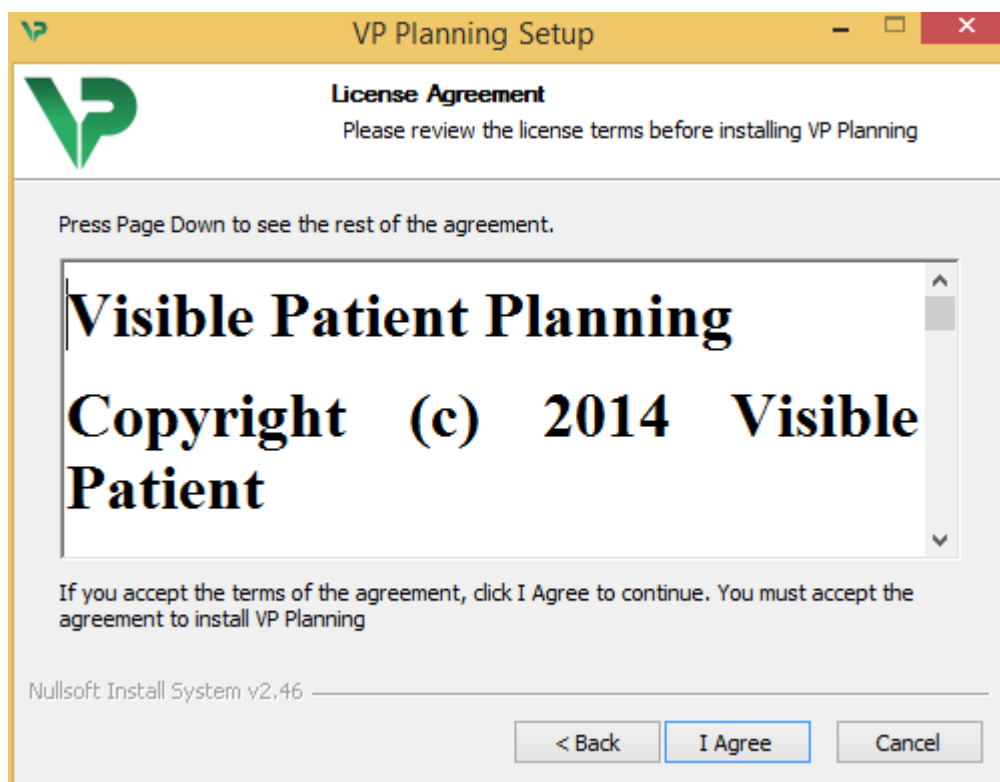 VP
VP Planning Setup
VP
License Agreement
Please review the license terms before installing VP Planning
Press Page Down to see the rest of the agreement.
Visible Patient Planning
Copyright (c) 2014 Visible
Patient
If you accept the terms of the agreement, click I Agree to continue. You must accept the
agreement to install VP Planning
Nullsoft Install System v2.46
< Back
I Agree
Cancel